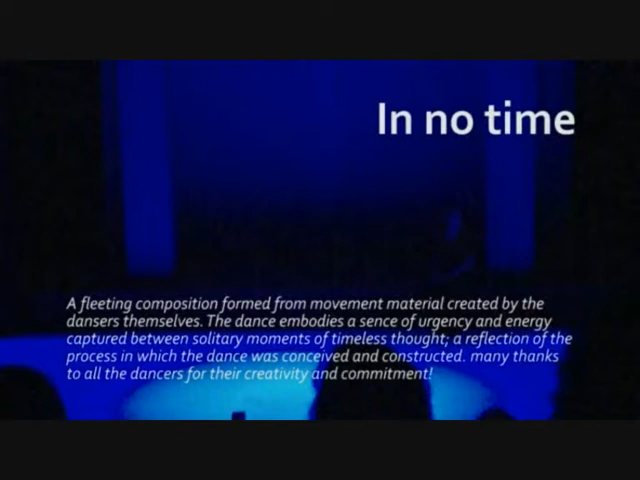 In no time
A fleeting composition formed from movement material created by the
dansers themselves. The dance embodies a sence of urgency and energy
captured between solitary moments of timeless thought; a reflection of the
process in which the dance was conceived and constructed. many thanks
to all the dancers for their creativity and commitment!